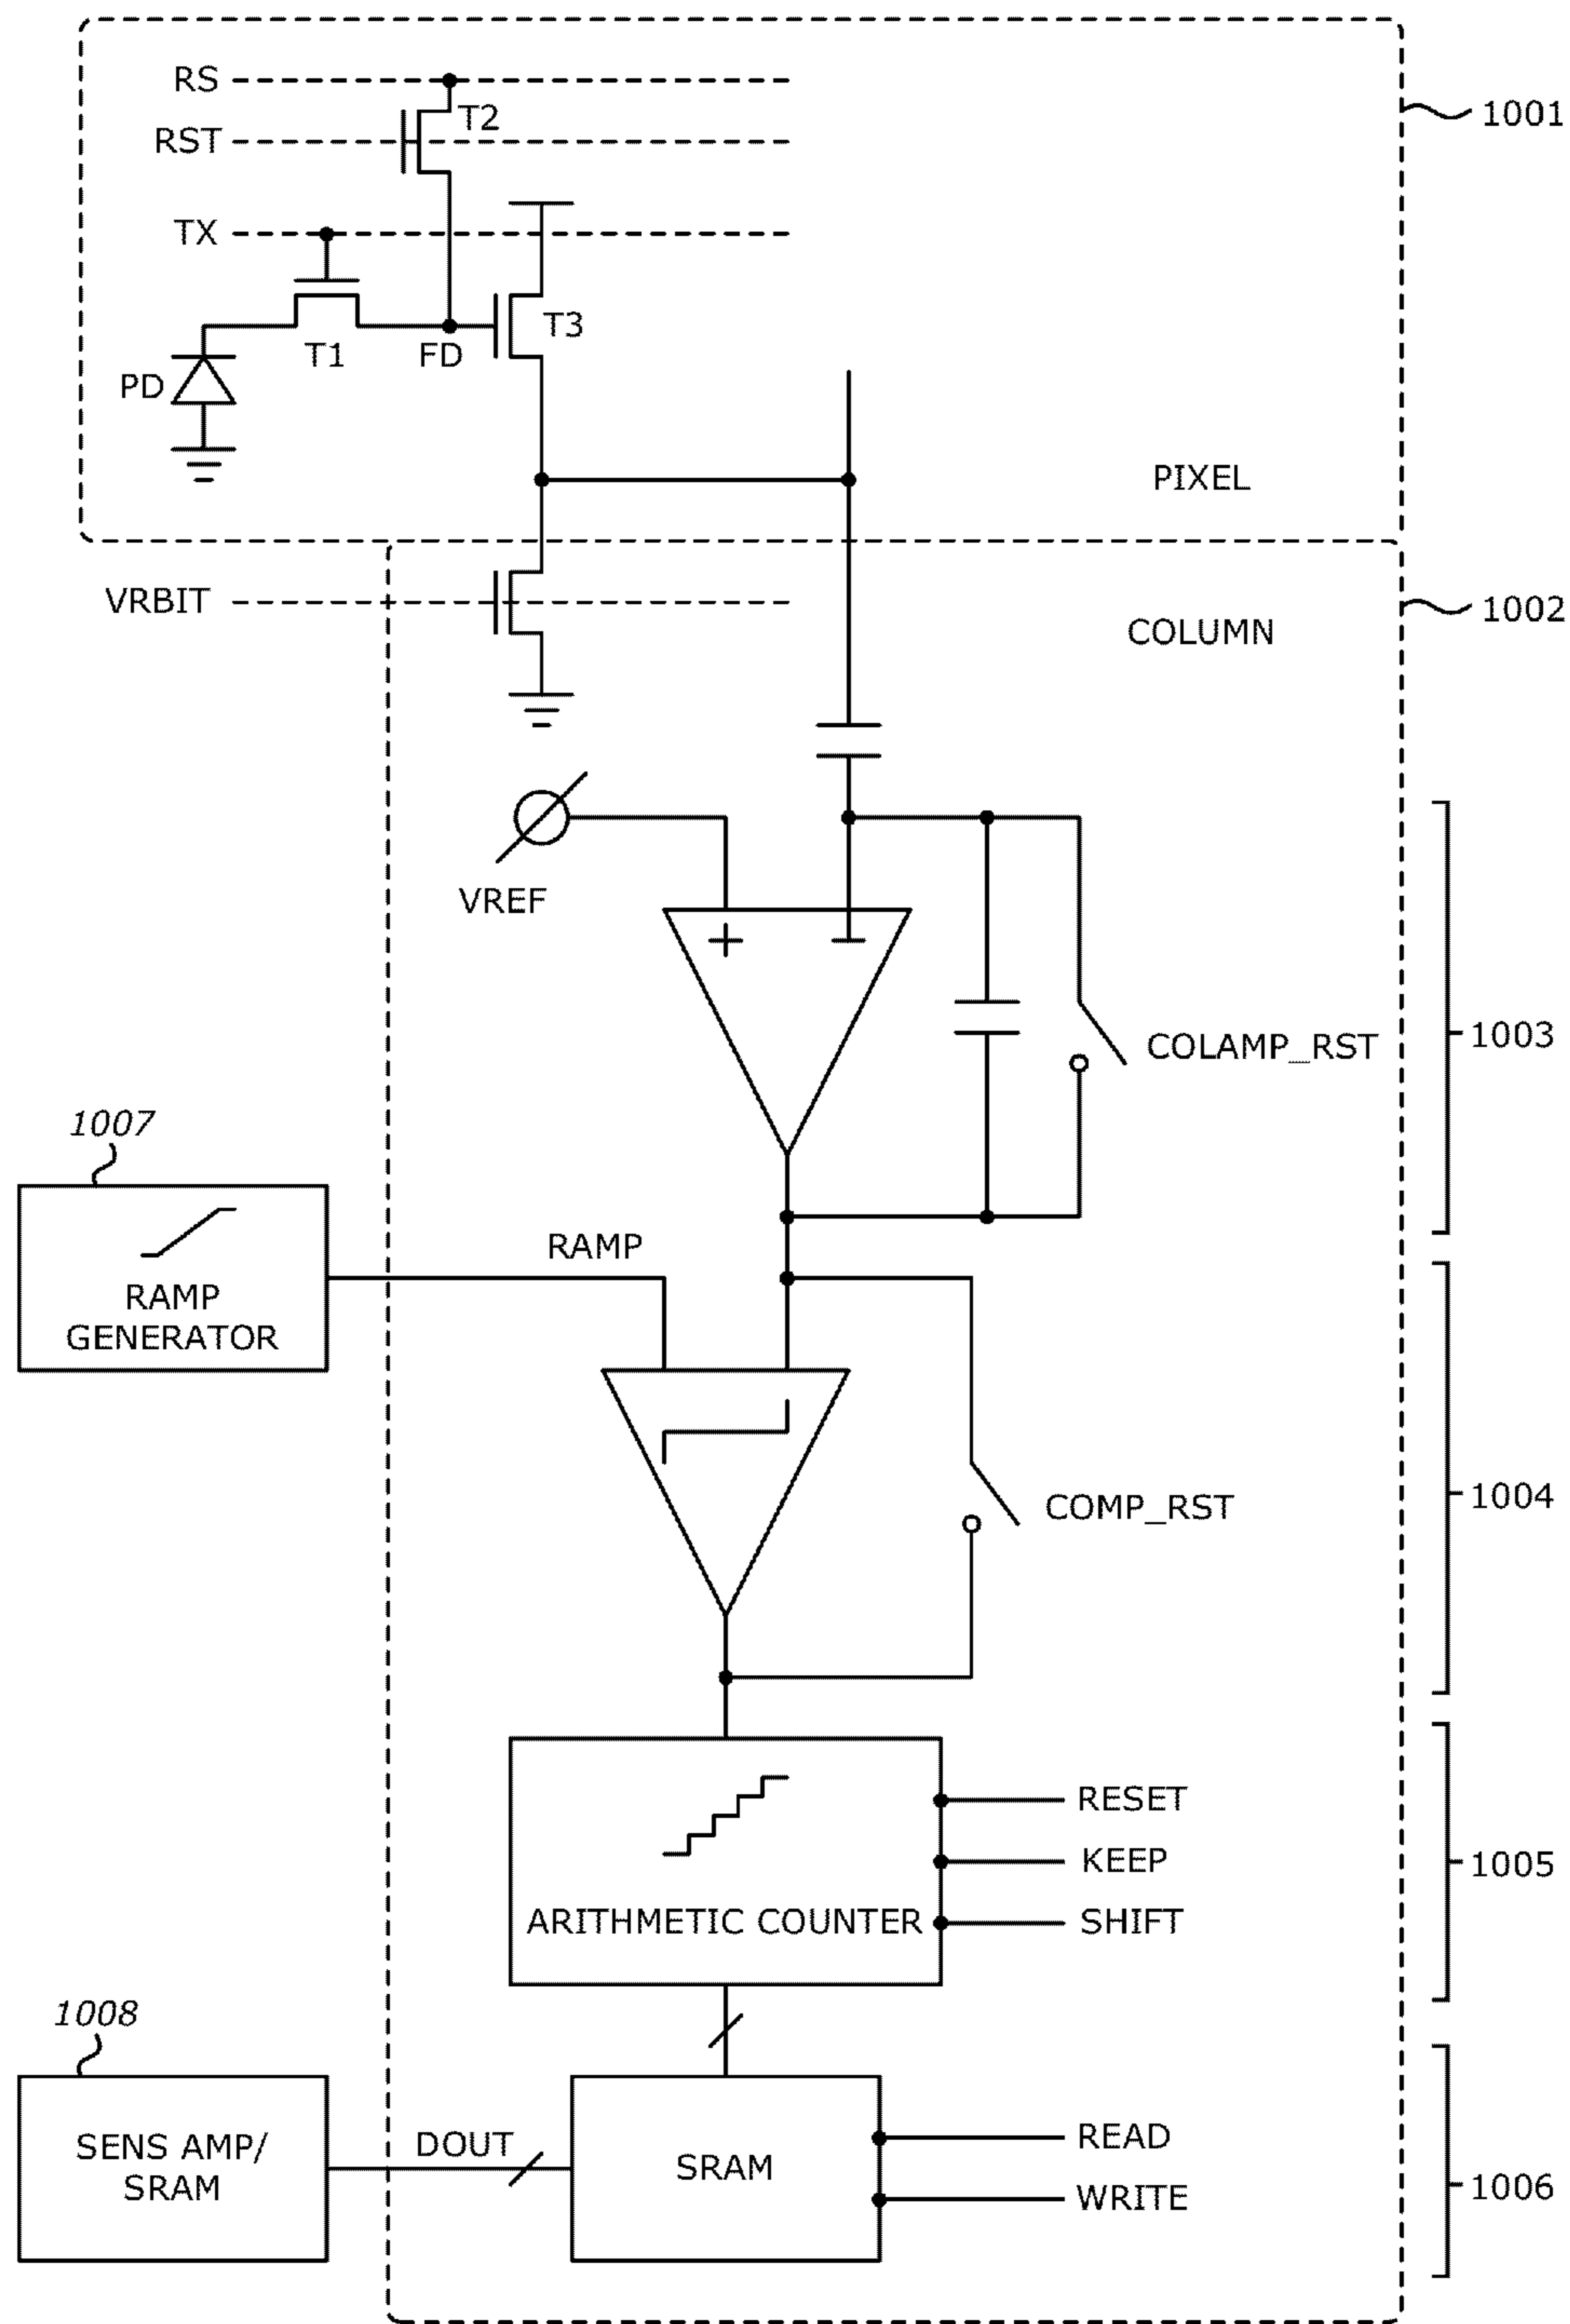 RS
T2
1001
RST
TX
T3
T1
FD
PD
PIXEL
VRBIT
1002
COLUMN
VREF
+
1003
COLAMP_RST
1007
RAMP
RAMP
GENERATOR
1004
COMP_RST
RESET
KEEP
1005
ARITHMETIC COUNTER
SHIFT
1008
SENS AMP/
SRAM
DOUT
SRAM
READ
WRITE
1006